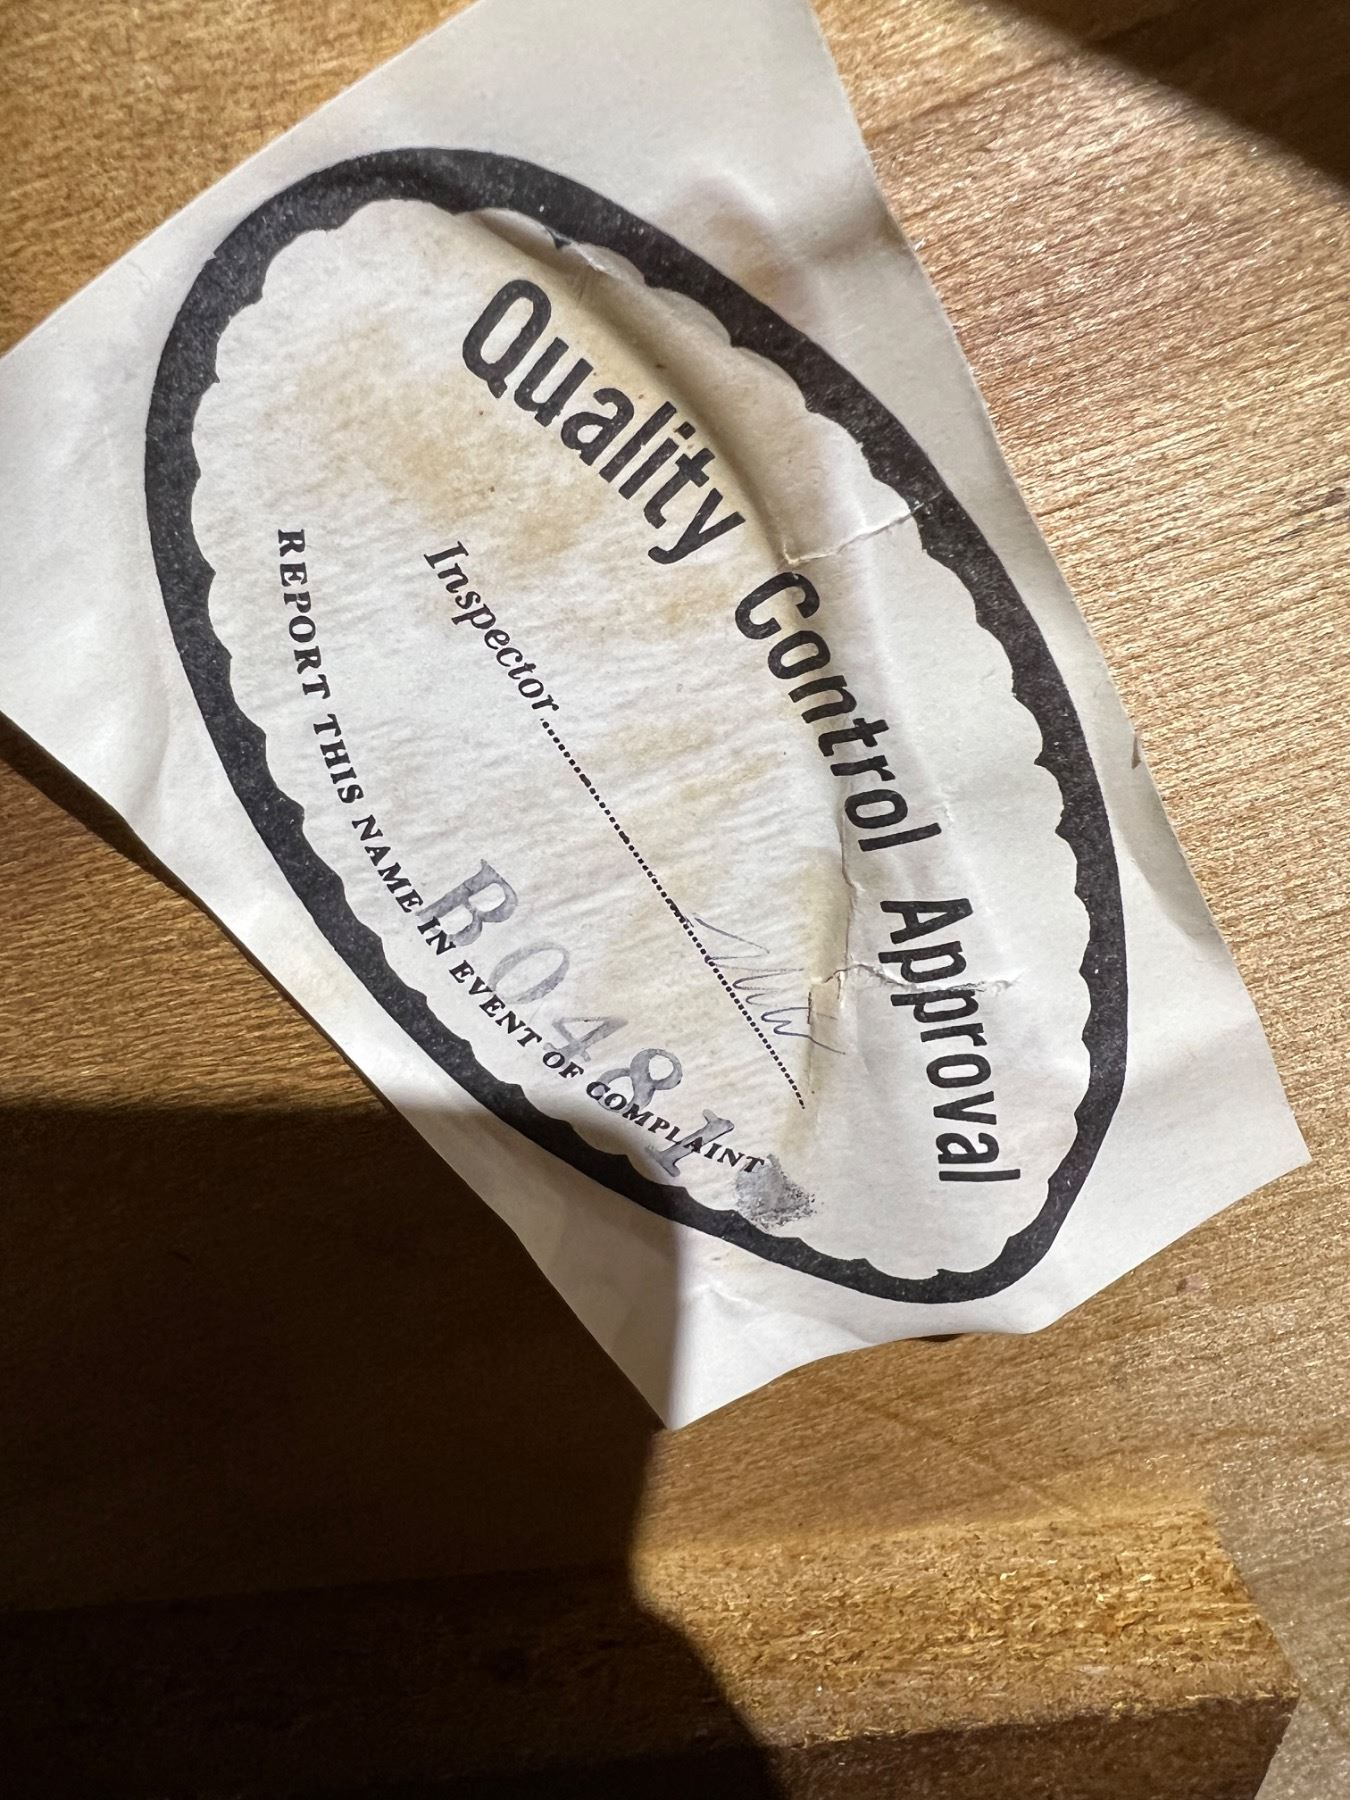 Quality Control Approval
Inspector
REPORT THIS NAME IN EVENT OF COMPLAINT
B0481